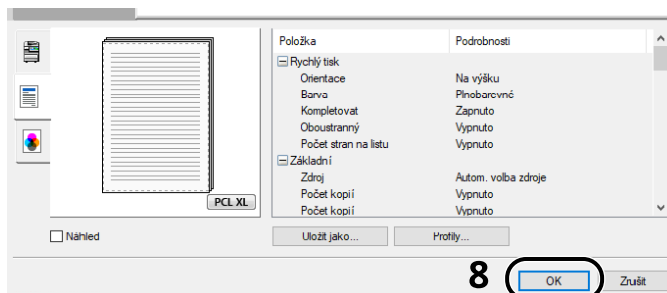 Položka Podrobnosti
Rychlý tisk
Orientace Na výšku
Barva Plnobarevné
Kompletovat Zapnuto
Oboustranný Vypnuto
Počet stran na listu Vypnuto
Základní
Zdroj Autom. volba zdroje
Počet kopií Vypnuto
Počet kopií Vypnuto
PCL XL
Náhled Uložit jako... Profily...
8 OK Zrušit